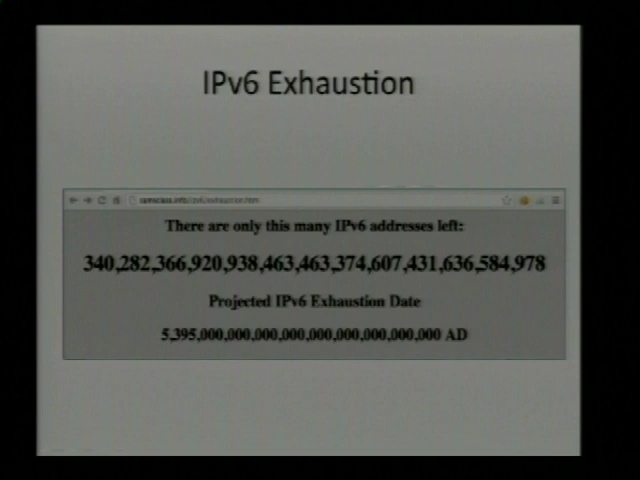 IPv6 Exhaustion
There are only this many IPv6 addresses left:
340,282,366,920,938,463,463,374,607,431,636,584,978
Projected IPv6 Exhaustion Date
5,395,000,000,000,000,000,000,000,000,000 AD